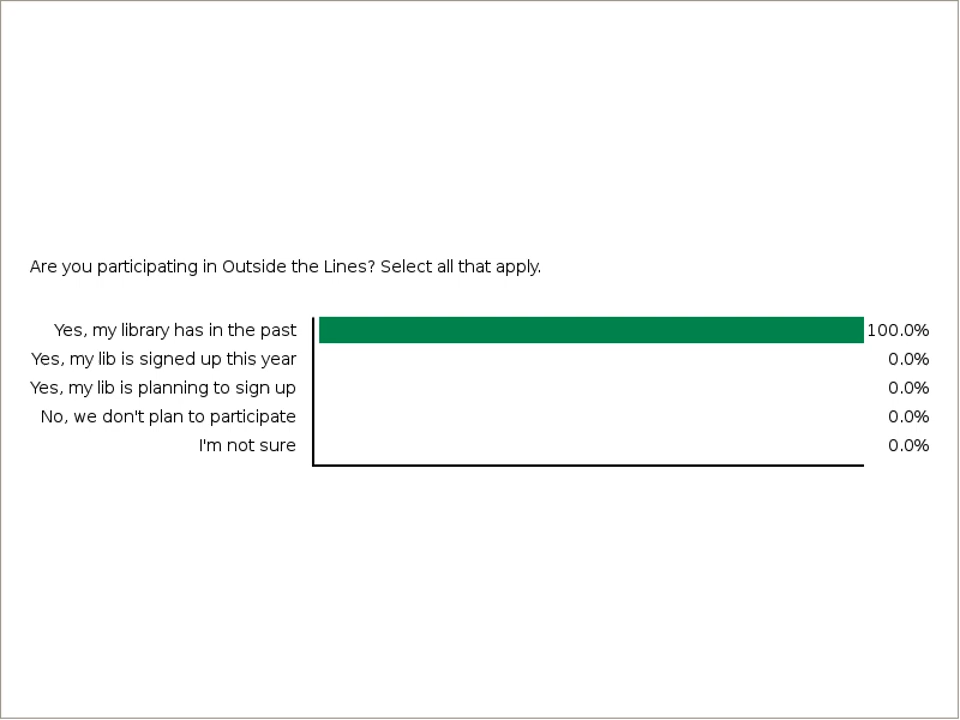 Are you participating in Outside the Lines? Select all that apply.
Yes, my library has in the past 100.0%
Yes, my lib is signed up this year 0.0%
Yes, my lib is planning to sign up 0.0%
No, we don't plan to participate 0.0%
I'm not sure 0.0%